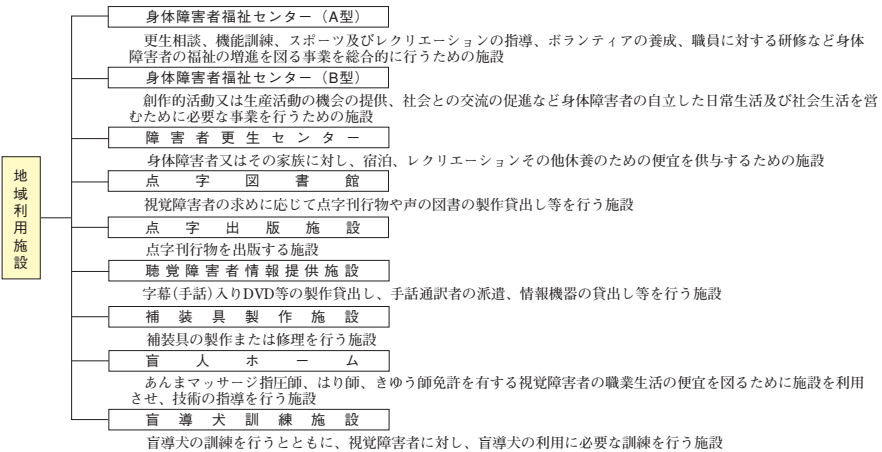 地域利用施設
身体障害者福祉センター（A型）
更生相談、機能訓練、スポーツ及びレクリエーションの指導、ボランティアの養成、職員に対する研修など身体
障害者の福祉の増進を図る事業を総合的に行うための施設
身体障害者福祉センター（B型）
創作的活動又は生産活動の機会の提供、社会との交流の促進など身体障害者の自立した日常生活及び社会生活を営
むために必要な事業を行うための施設
障害者更生センター
身体障害者又はその家族に対し、宿泊、レクリエーションその他休養のための便宜を供与するための施設
点字図書館
視覚障害者の求めに応じて点字刊行物や声の図書の製作貸出し等を行う施設
点字出版施設
点字刊行物を出版する施設
聴覚障害者情報提供施設
字幕(手話)入りDVD等の製作貸出し、手話通訳者の派遣、情報機器の貸出し等を行う施設
補装具製作施設
補装具の製作または修理を行う施設
盲人ホーム
あんまマッサージ指圧師、はり師、きゆう師免許を有する視覚障害者の職業生活の便宜を図るために施設を利用
させ、技術の指導を行う施設
盲導犬訓練施設
盲導犬の訓練を行うとともに、視覚障害者に対し、盲導犬の利用に必要な訓練を行う施設